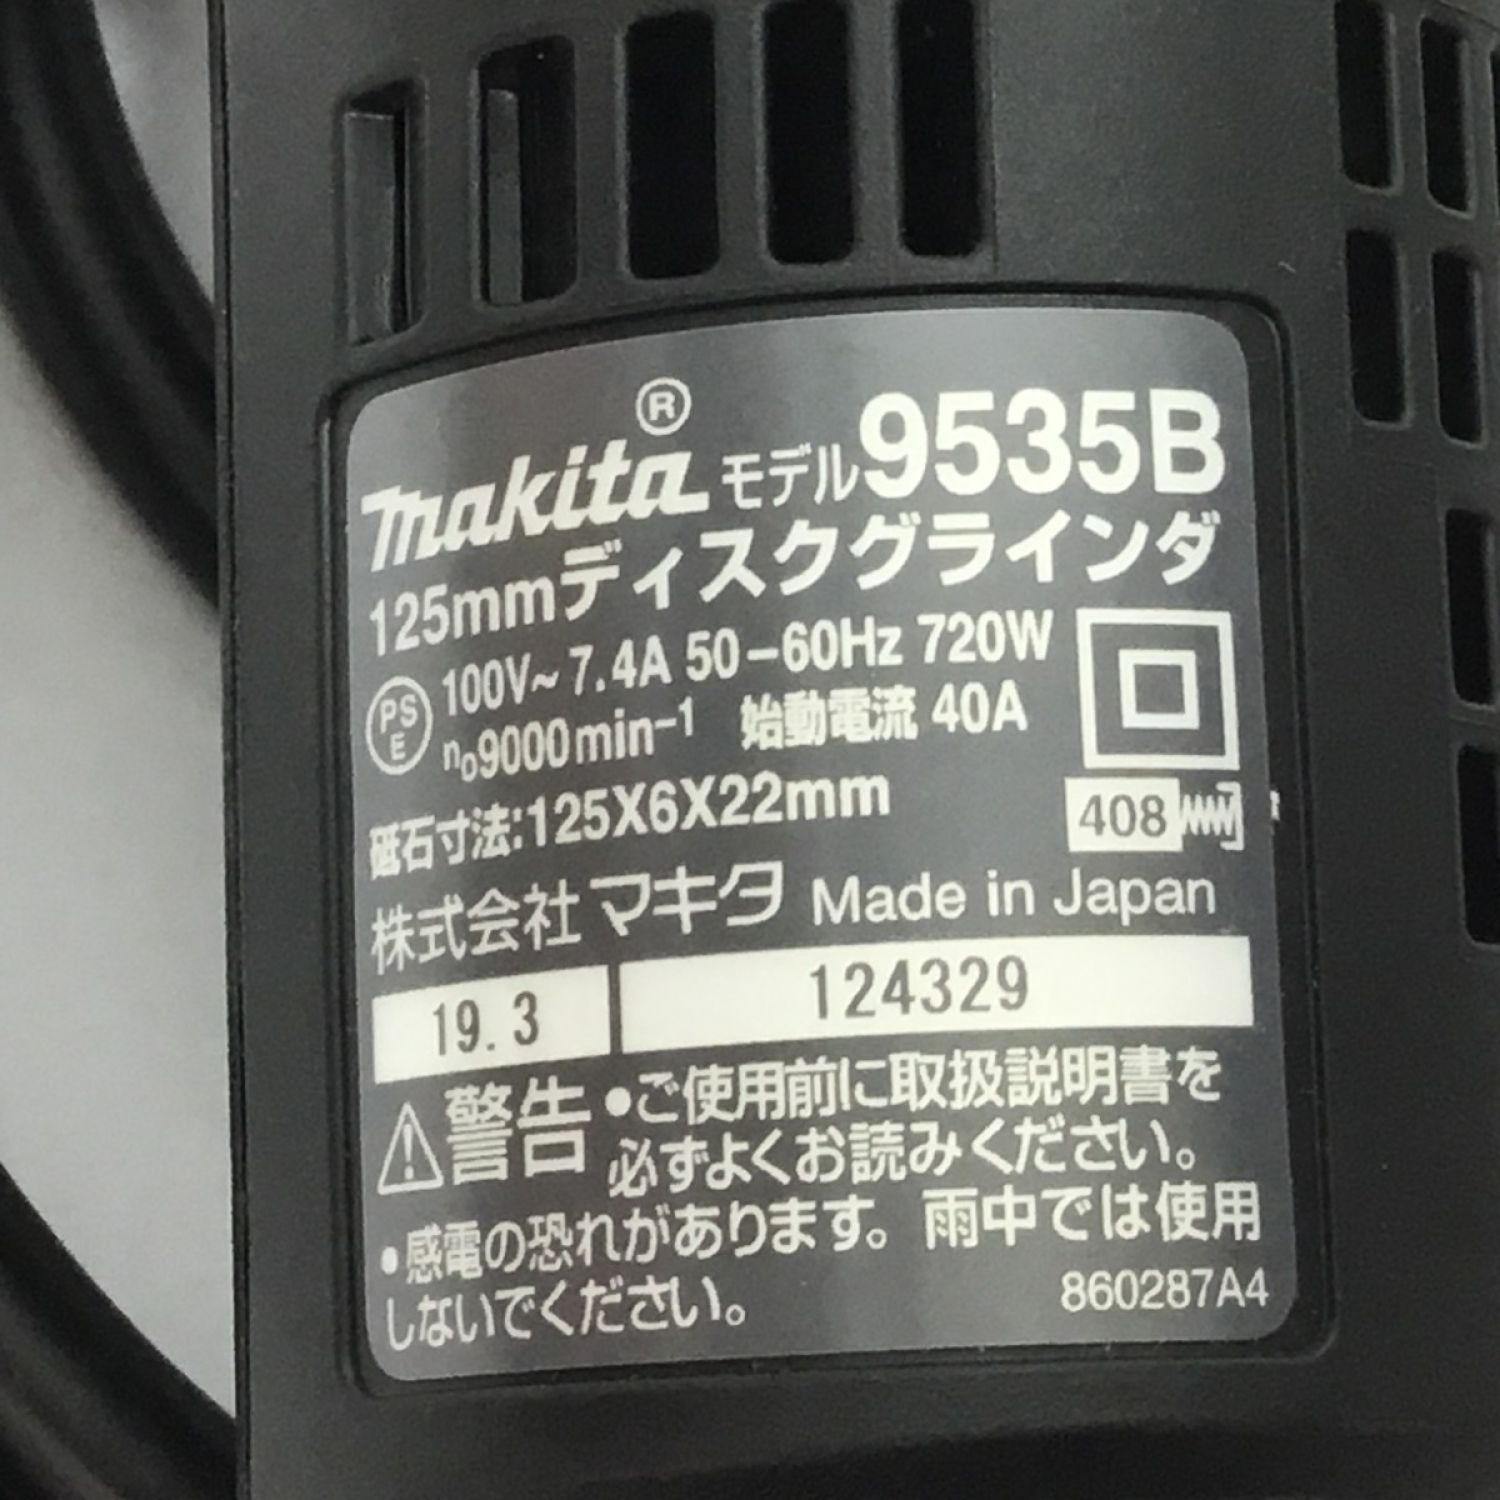 makita® モデル9535B
125mmディスクグラインダ
PSE 100V~7.4A 50−60Hz 720W
n₀9000min⁻¹ 始動電流 40A
砥石寸法:125X6X22mm
408
株式会社マキタ Made in Japan
19.3 124329
警告 •ご使用前に取扱説明書を
必ずよくお読みください。
•感電の恐れがあります。雨中では使用
しないでください。
860287A4